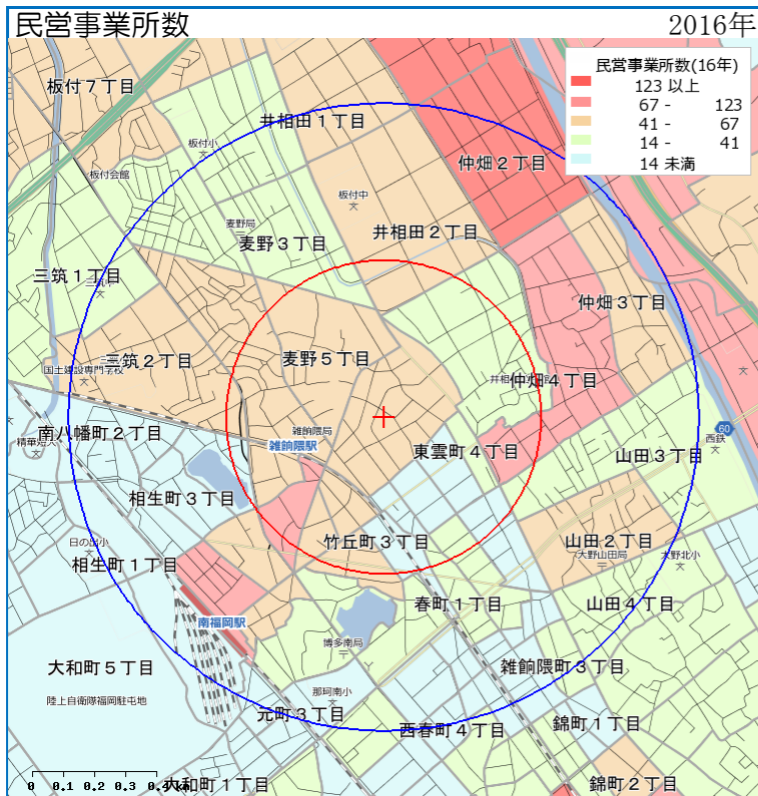 民営事業所数
2016年
民営事業所数(16年)
123 以上
67 - 123
41 - 67
14 - 41
14 未満
板付７丁目
井相田１丁目
板付小
板付会館
仲畑２丁目
板付中
麦野局
麦野３丁目
井相田２丁目
三筑１丁目
仲畑３丁目
三筑２丁目
国土建設専門学校
麦野５丁目
仲畑４丁目
雑餉隈局
南八幡町２丁目
雑餉隈駅
東雲町４丁目
60
西鉄
山田３丁目
相生町３丁目
日の出小
竹丘町３丁目
山田２丁目
大野山田局
大野北小
相生町１丁目
春町１丁目
山田４丁目
南福岡駅
博多南局
大和町５丁目
陸上自衛隊福岡駐屯地
那珂南小
雑餉隈町３丁目
元町３丁目
西春町４丁目
錦町１丁目
0 0.1 0.2 0.3 0.4 km
大和町１丁目
錦町２丁目